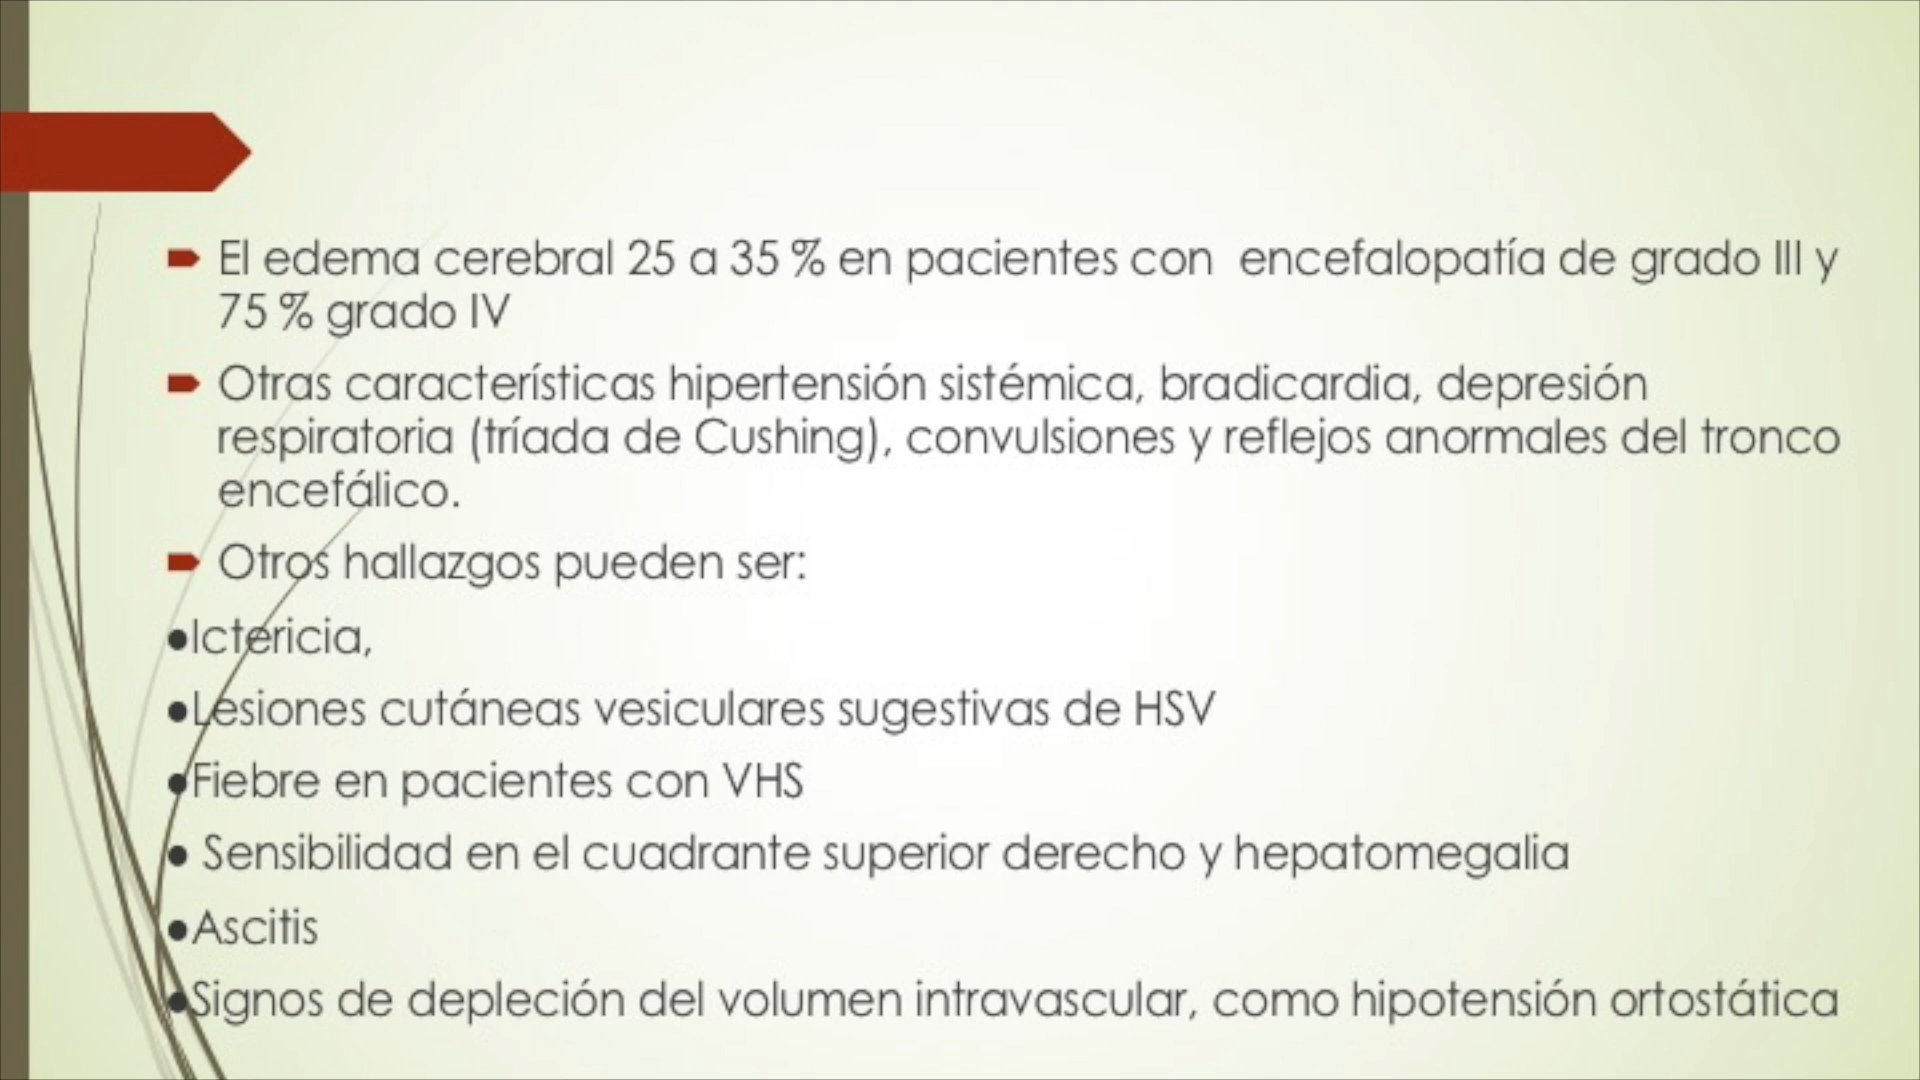 El edema cerebral 25 a 35 % en pacientes con encefalopatía de grado III y
75 % grado IV
Otras características hipertensión sistémica, bradicardia, depresión
respiratoria (tríada de Cushing), convulsiones y reflejos anormales del tronco
encefálico.
Otros hallazgos pueden ser:
●Ictericia,
●Lesiones cutáneas vesiculares sugestivas de HSV
●Fiebre en pacientes con VHS
● Sensibilidad en el cuadrante superior derecho y hepatomegalia
●Ascitis
●Signos de depleción del volumen intravascular, como hipotensión ortostática